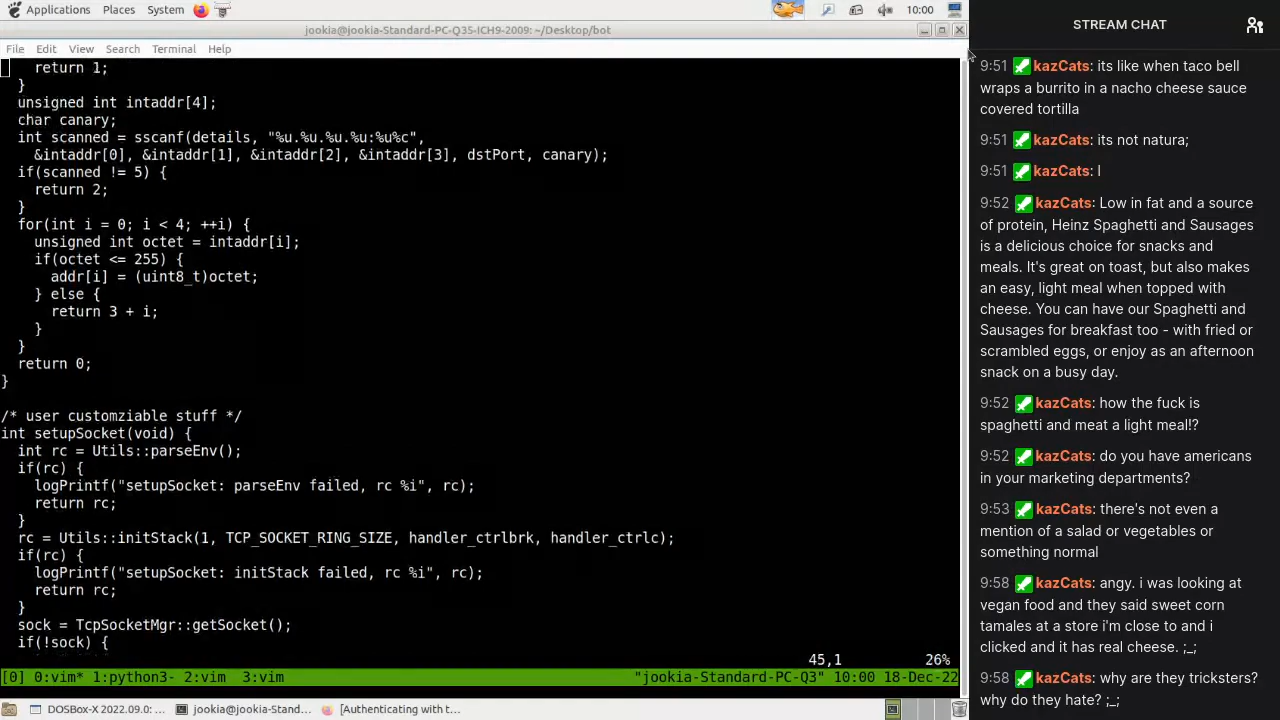 Applications Places System 10:00
jookia@jookia-Standard-PC-Q35-ICH9-2009: ~/Desktop/bot
File Edit View Search Terminal Help
return 1;
}
unsigned int intaddr[4];
char canary;
int scanned = sscanf(details, "%u.%u.%u.%u:%u%c",
&intaddr[0], &intaddr[1], &intaddr[2], &intaddr[3], dstPort, canary);
if(scanned != 5) {
return 2;
}
for(int i = 0; i < 4; ++i) {
unsigned int octet = intaddr[i];
if(octet <= 255) {
addr[i] = (uint8_t)octet;
} else {
return 3 + i;
}
}
return 0;
}
/* user customziable stuff */
int setupSocket(void) {
int rc = Utils::parseEnv();
if(rc) {
logPrintf("setupSocket: parseEnv failed, rc %i", rc);
return rc;
}
rc = Utils::initStack(1, TCP_SOCKET_RING_SIZE, handler_ctrlbrk, handler_ctrlc);
if(rc) {
logPrintf("setupSocket: initStack failed, rc %i", rc);
return rc;
}
sock = TcpSocketMgr::getSocket();
if(!sock) {
45,1 26%
[0] 0:vim* 1:python3- 2:vim 3:vim "jookia-Standard-PC-Q3" 10:00 18-Dec-22
DOSBox-X 2022.09.0: ... jookia@jookia-Stand... [Authenticating with t...
STREAM CHAT
9:51 kazCats: its like when taco bell
wraps a burrito in a nacho cheese sauce
covered tortilla
9:51 kazCats: its not natura;
9:51 kazCats: l
9:52 kazCats: Low in fat and a source
of protein, Heinz Spaghetti and Sausages
is a delicious choice for snacks and
meals. It's great on toast, but also makes
an easy, light meal when topped with
cheese. You can have our Spaghetti and
Sausages for breakfast too - with fried or
scrambled eggs, or enjoy as an afternoon
snack on a busy day.
9:52 kazCats: how the fuck is
spaghetti and meat a light meal!?
9:52 kazCats: do you have americans
in your marketing departments?
9:53 kazCats: there's not even a
mention of a salad or vegetables or
something normal
9:58 kazCats: angry. i was looking at
vegan food and they said sweet corn
tamales at a store i'm close to and i
clicked and it has real cheese. ;_;
9:58 kazCats: why are they tricksters?
why do they hate? ;_;